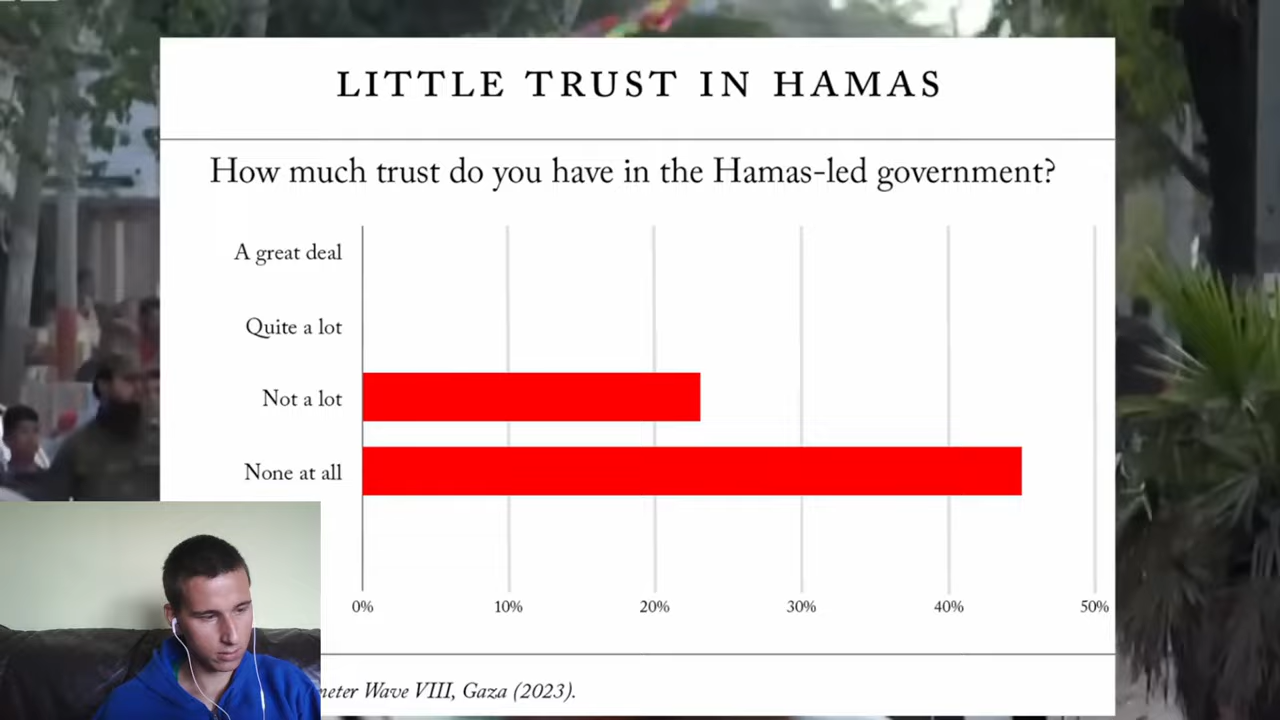 LITTLE TRUST IN HAMAS
How much trust do you have in the Hamas-led government?
A great deal
Quite a lot
Not a lot
None at all
0% 10% 20% 30% 40% 50%
Wave VIII, Gaza (2023).